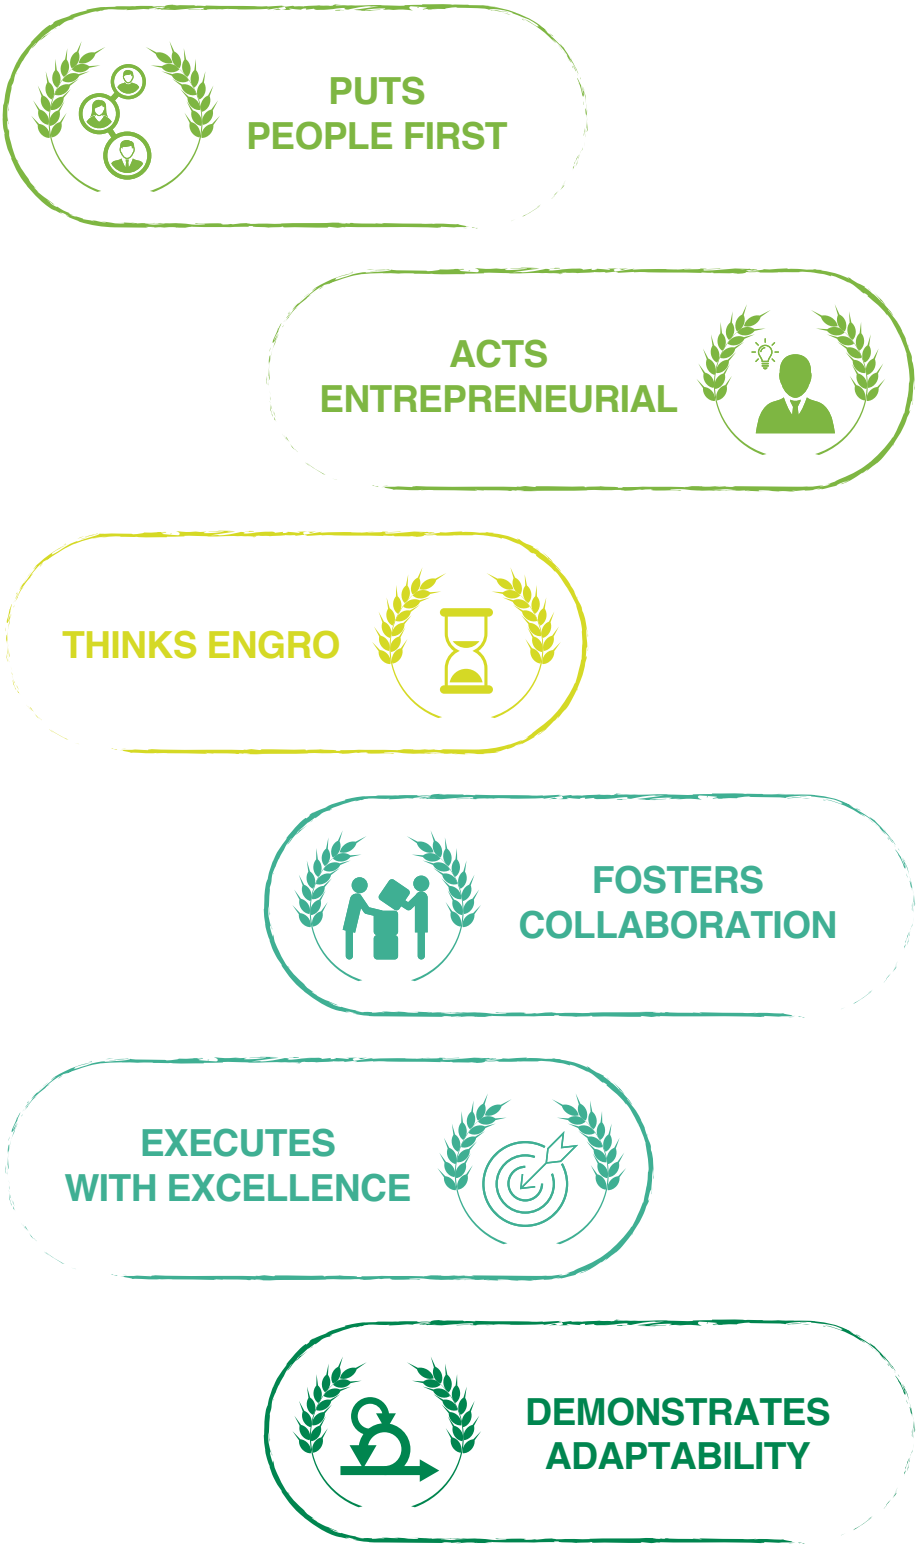 PUTS
PEOPLE FIRST
ACTS
ENTREPRENEURIAL
THINKS ENGRO
FOSTERS
COLLABORATION
EXECUTES
WITH EXCELLENCE
DEMONSTRATES
ADAPTABILITY